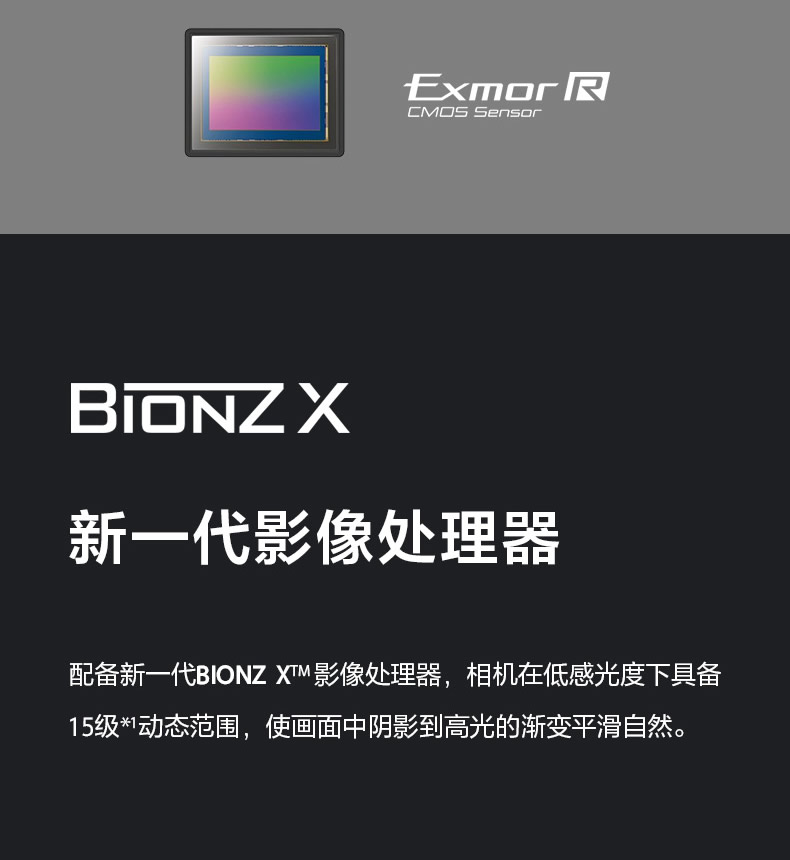 Exmor R
CMOS Sensor
BIONZ X
新一代影像处理器
配备新一代BIONZ X™影像处理器，相机在低感光度下具备
15级*¹动态范围，使画面中阴影到高光的渐变平滑自然。